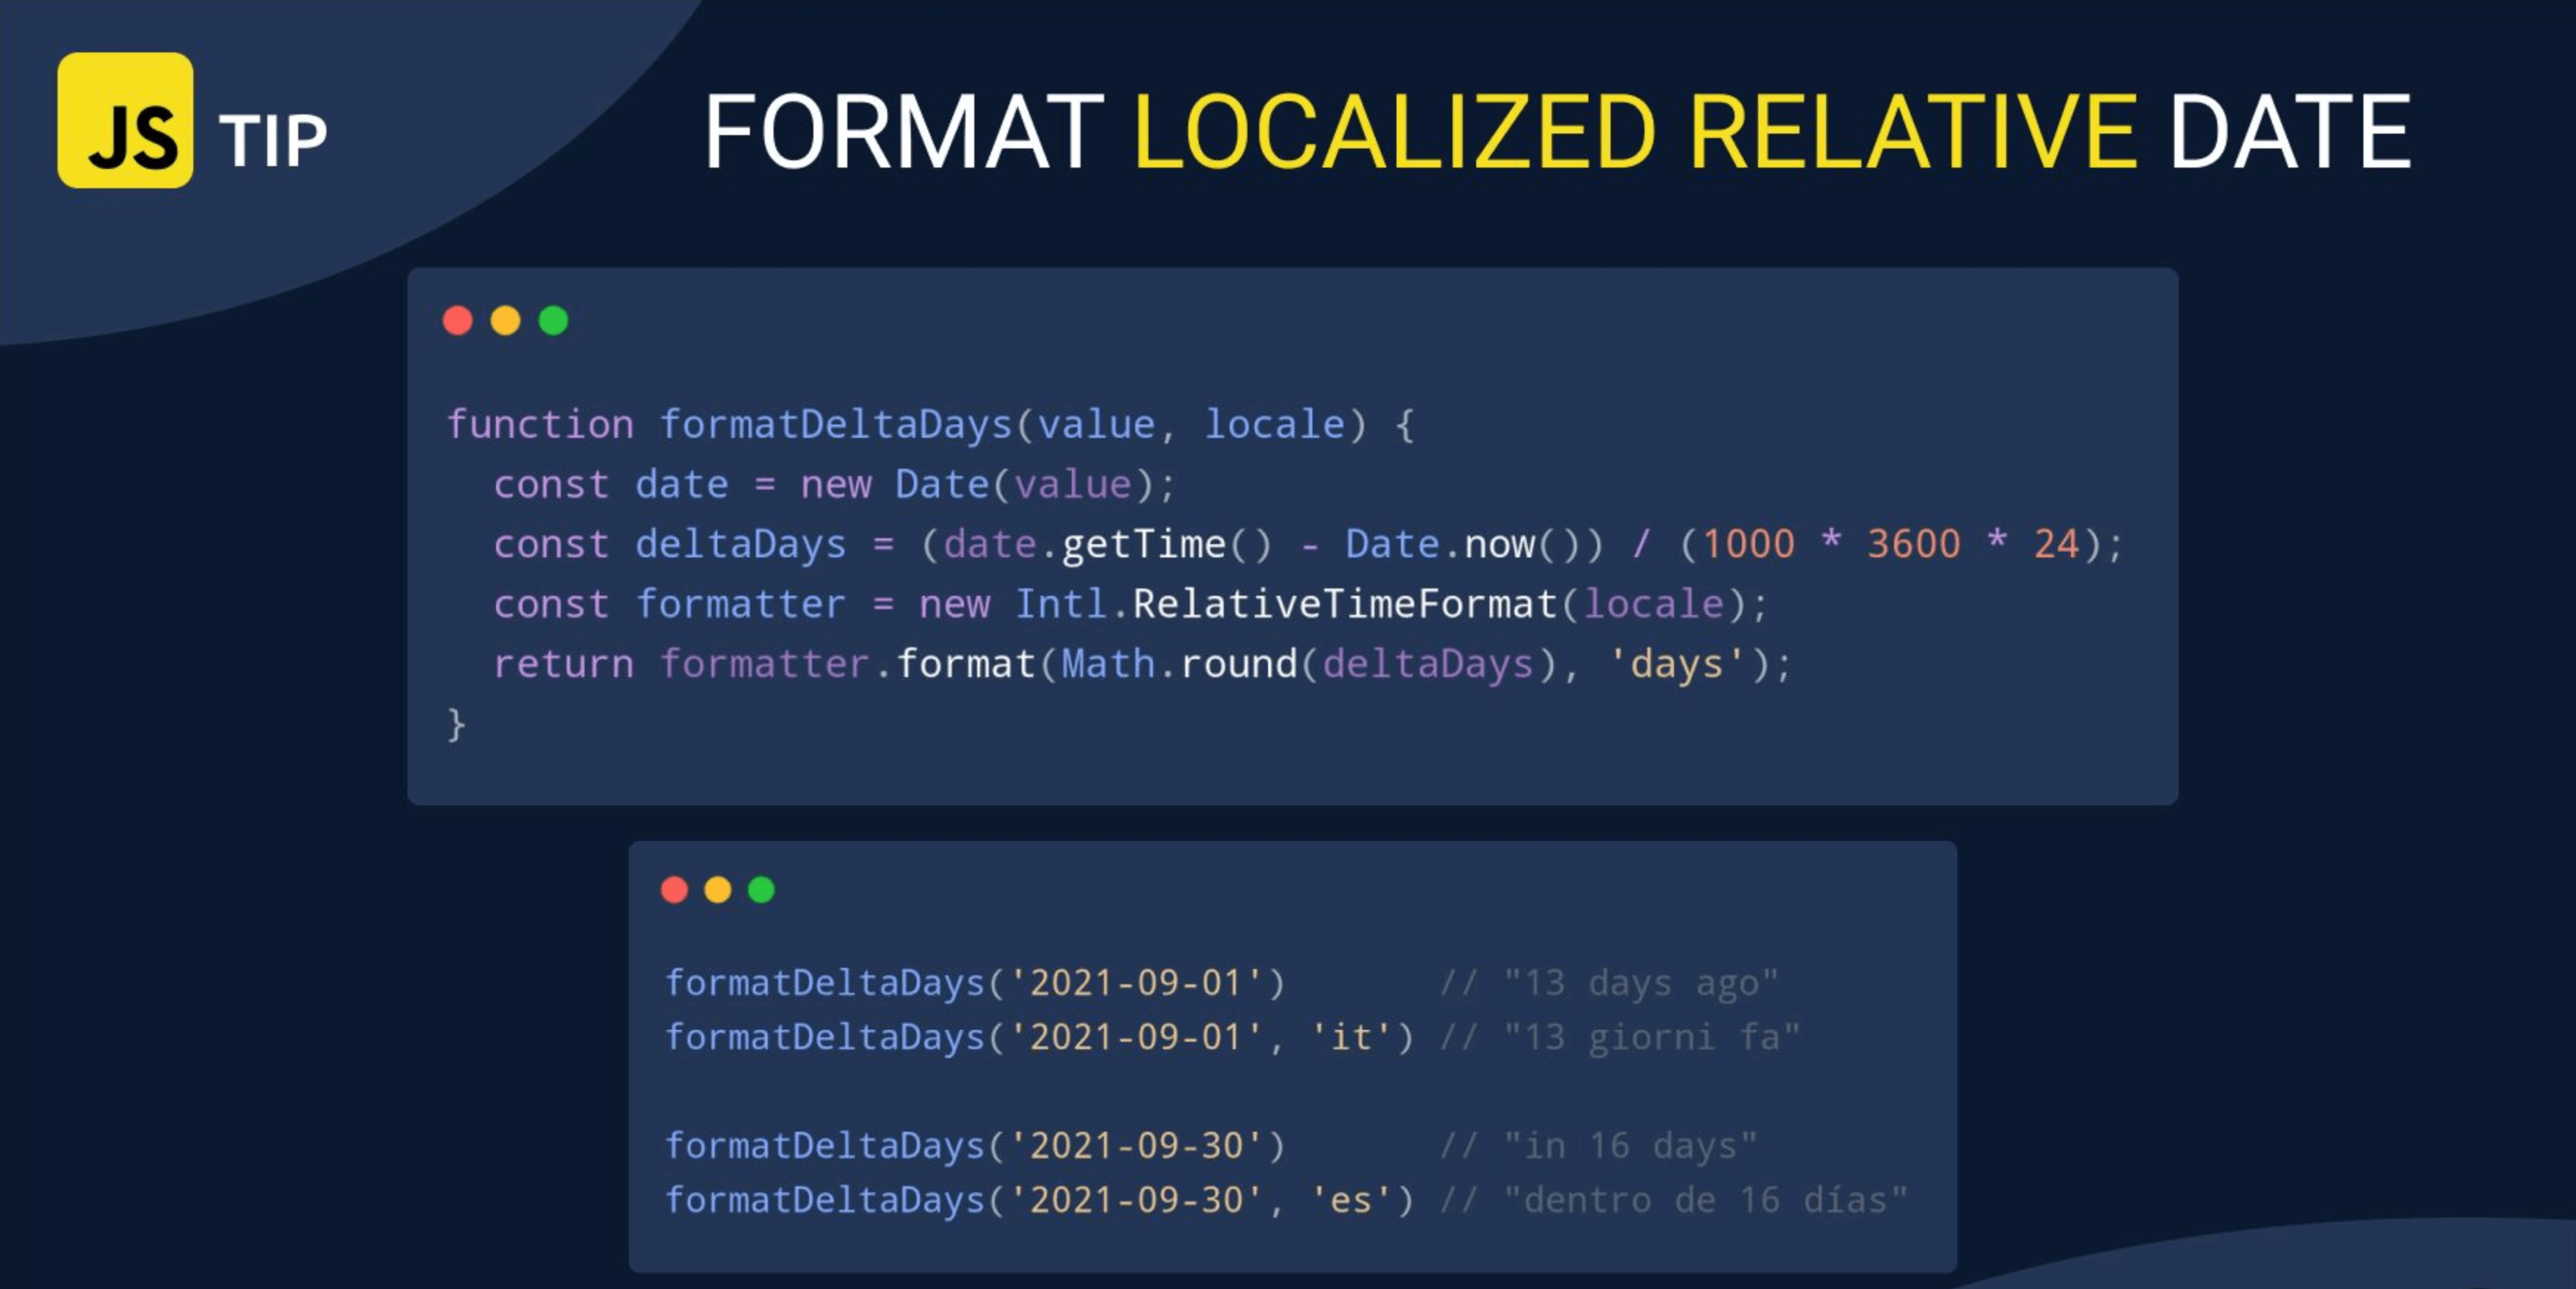 JS TIP
FORMAT LOCALIZED RELATIVE DATE
function formatDeltaDays(value, locale) {
  const date = new Date(value);
  const deltaDays = (date.getTime() - Date.now()) / (1000 * 3600 * 24);
  const formatter = new Intl.RelativeTimeFormat(locale);
  return formatter.format(Math.round(deltaDays), 'days');
}
formatDeltaDays('2021-09-01')       // "13 days ago"
formatDeltaDays('2021-09-01', 'it') // "13 giorni fa"
formatDeltaDays('2021-09-30')       // "in 16 days"
formatDeltaDays('2021-09-30', 'es') // "dentro de 16 días"